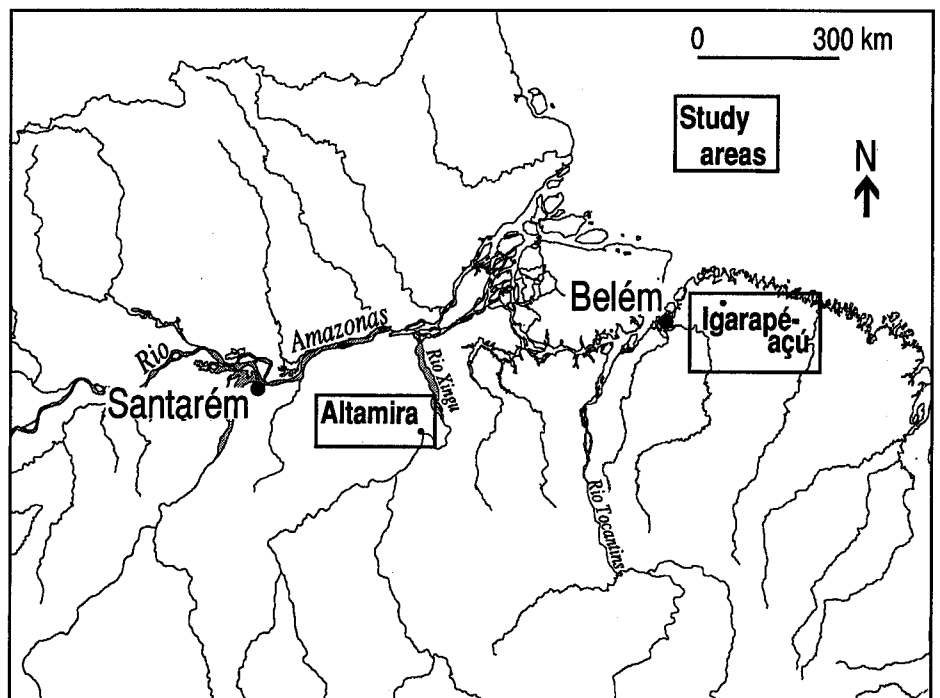 0 300 km
Study
areas
N
Belém
Igarapé-
açú
Rio Amazonas
Rio Xingu
Santarém
Altamira
Rio Tocantins